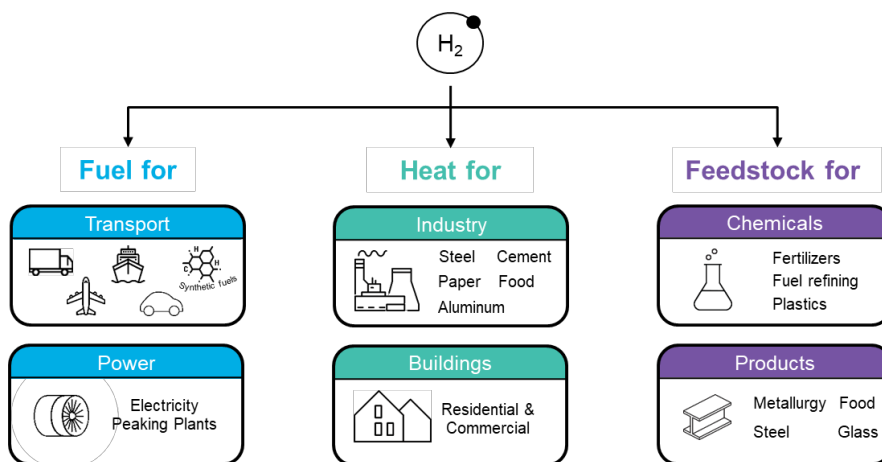 H₂
Fuel for
Heat for
Feedstock for
Transport
H
C
H
Synthetic fuels
Industry
Steel Cement
Paper Food
Aluminum
Chemicals
Fertilizers
Fuel refining
Plastics
Power
Electricity
Peaking Plants
Buildings
Residential &
Commercial
Products
Metallurgy Food
Steel Glass